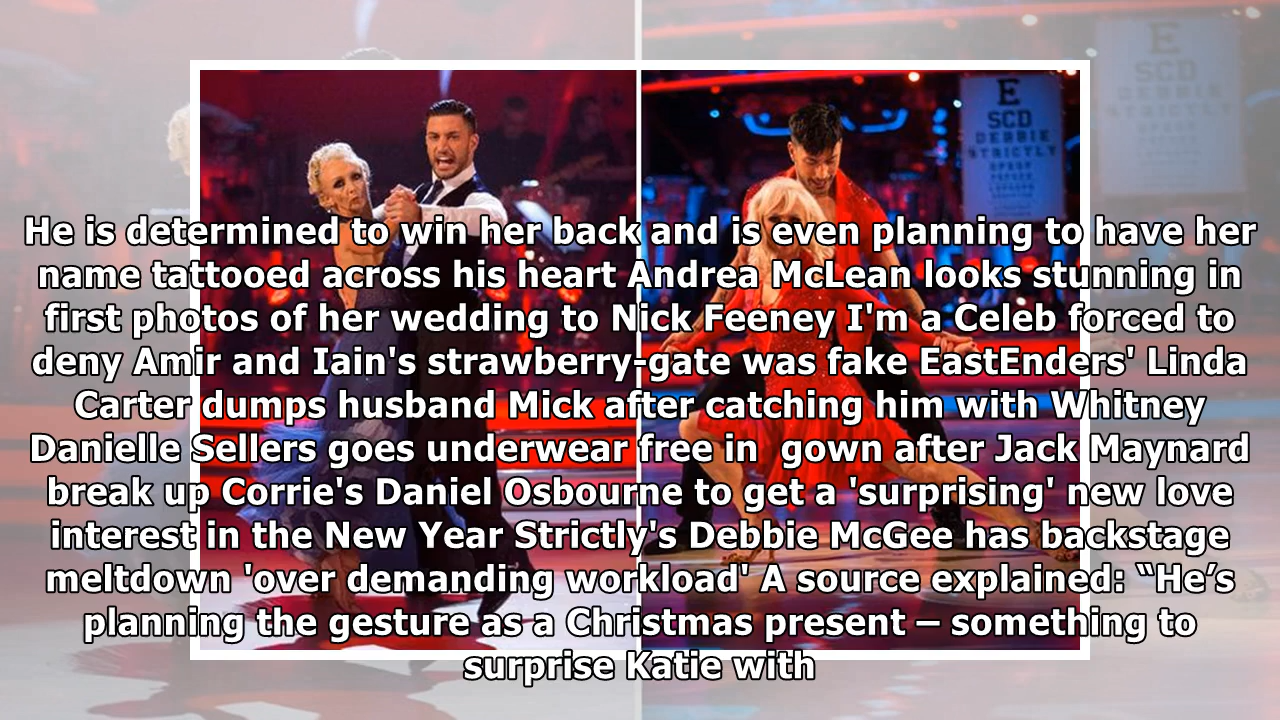 E
SCD
DEBBIE
STRICTLY
E
SCD
He is determined to win her back and is even planning to have her
name tattooed across his heart Andrea McLean looks stunning in
first photos of her wedding to Nick Feeney I'm a Celeb forced to
deny Amir and Iain's strawberry-gate was fake EastEnders' Linda
Carter dumps husband Mick after catching him with Whitney
Danielle Sellers goes underwear free in  gown after Jack Maynard
break up Corrie's Daniel Osbourne to get a 'surprising' new love
interest in the New Year Strictly's Debbie McGee has backstage
meltdown 'over demanding workload' A source explained: “He’s
planning the gesture as a Christmas present – something to
surprise Katie with